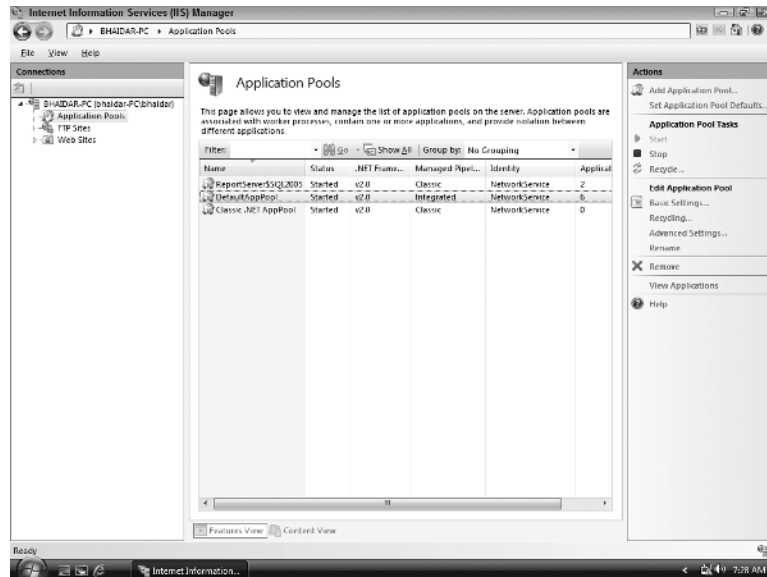 Internet Information Services (IIS) Manager
BHAIDAR-PC Application Pools
File View Help
Connections
BHAIDAR-PC (bhaidar-PC\bhaidar)
Application Pools
FTP Sites
Web Sites
Application Pools
This page allows you to view and manage the list of application pools on the server. Application pools are
associated with worker processes, contain one or more applications, and provide isolation between
different applications.
Filter: Go Show All Group by: No Grouping
Name Status .NET Frame... Managed Pipel... Identity Applicat
ReportServer$SQL2005 Started v2.0 Classic NetworkService 2
DefaultAppPool Started v2.0 Integrated NetworkService 6
Classic .NET AppPool Started v2.0 Classic NetworkService 0
Features View Content View
Actions
Add Application Pool...
Set Application Pool Defaults...
Application Pool Tasks
Start
Stop
Recycle...
Edit Application Pool
Basic Settings...
Recycling...
Advanced Settings...
Rename
Remove
View Applications
Help
Ready
Internet Information... 7:28 AM